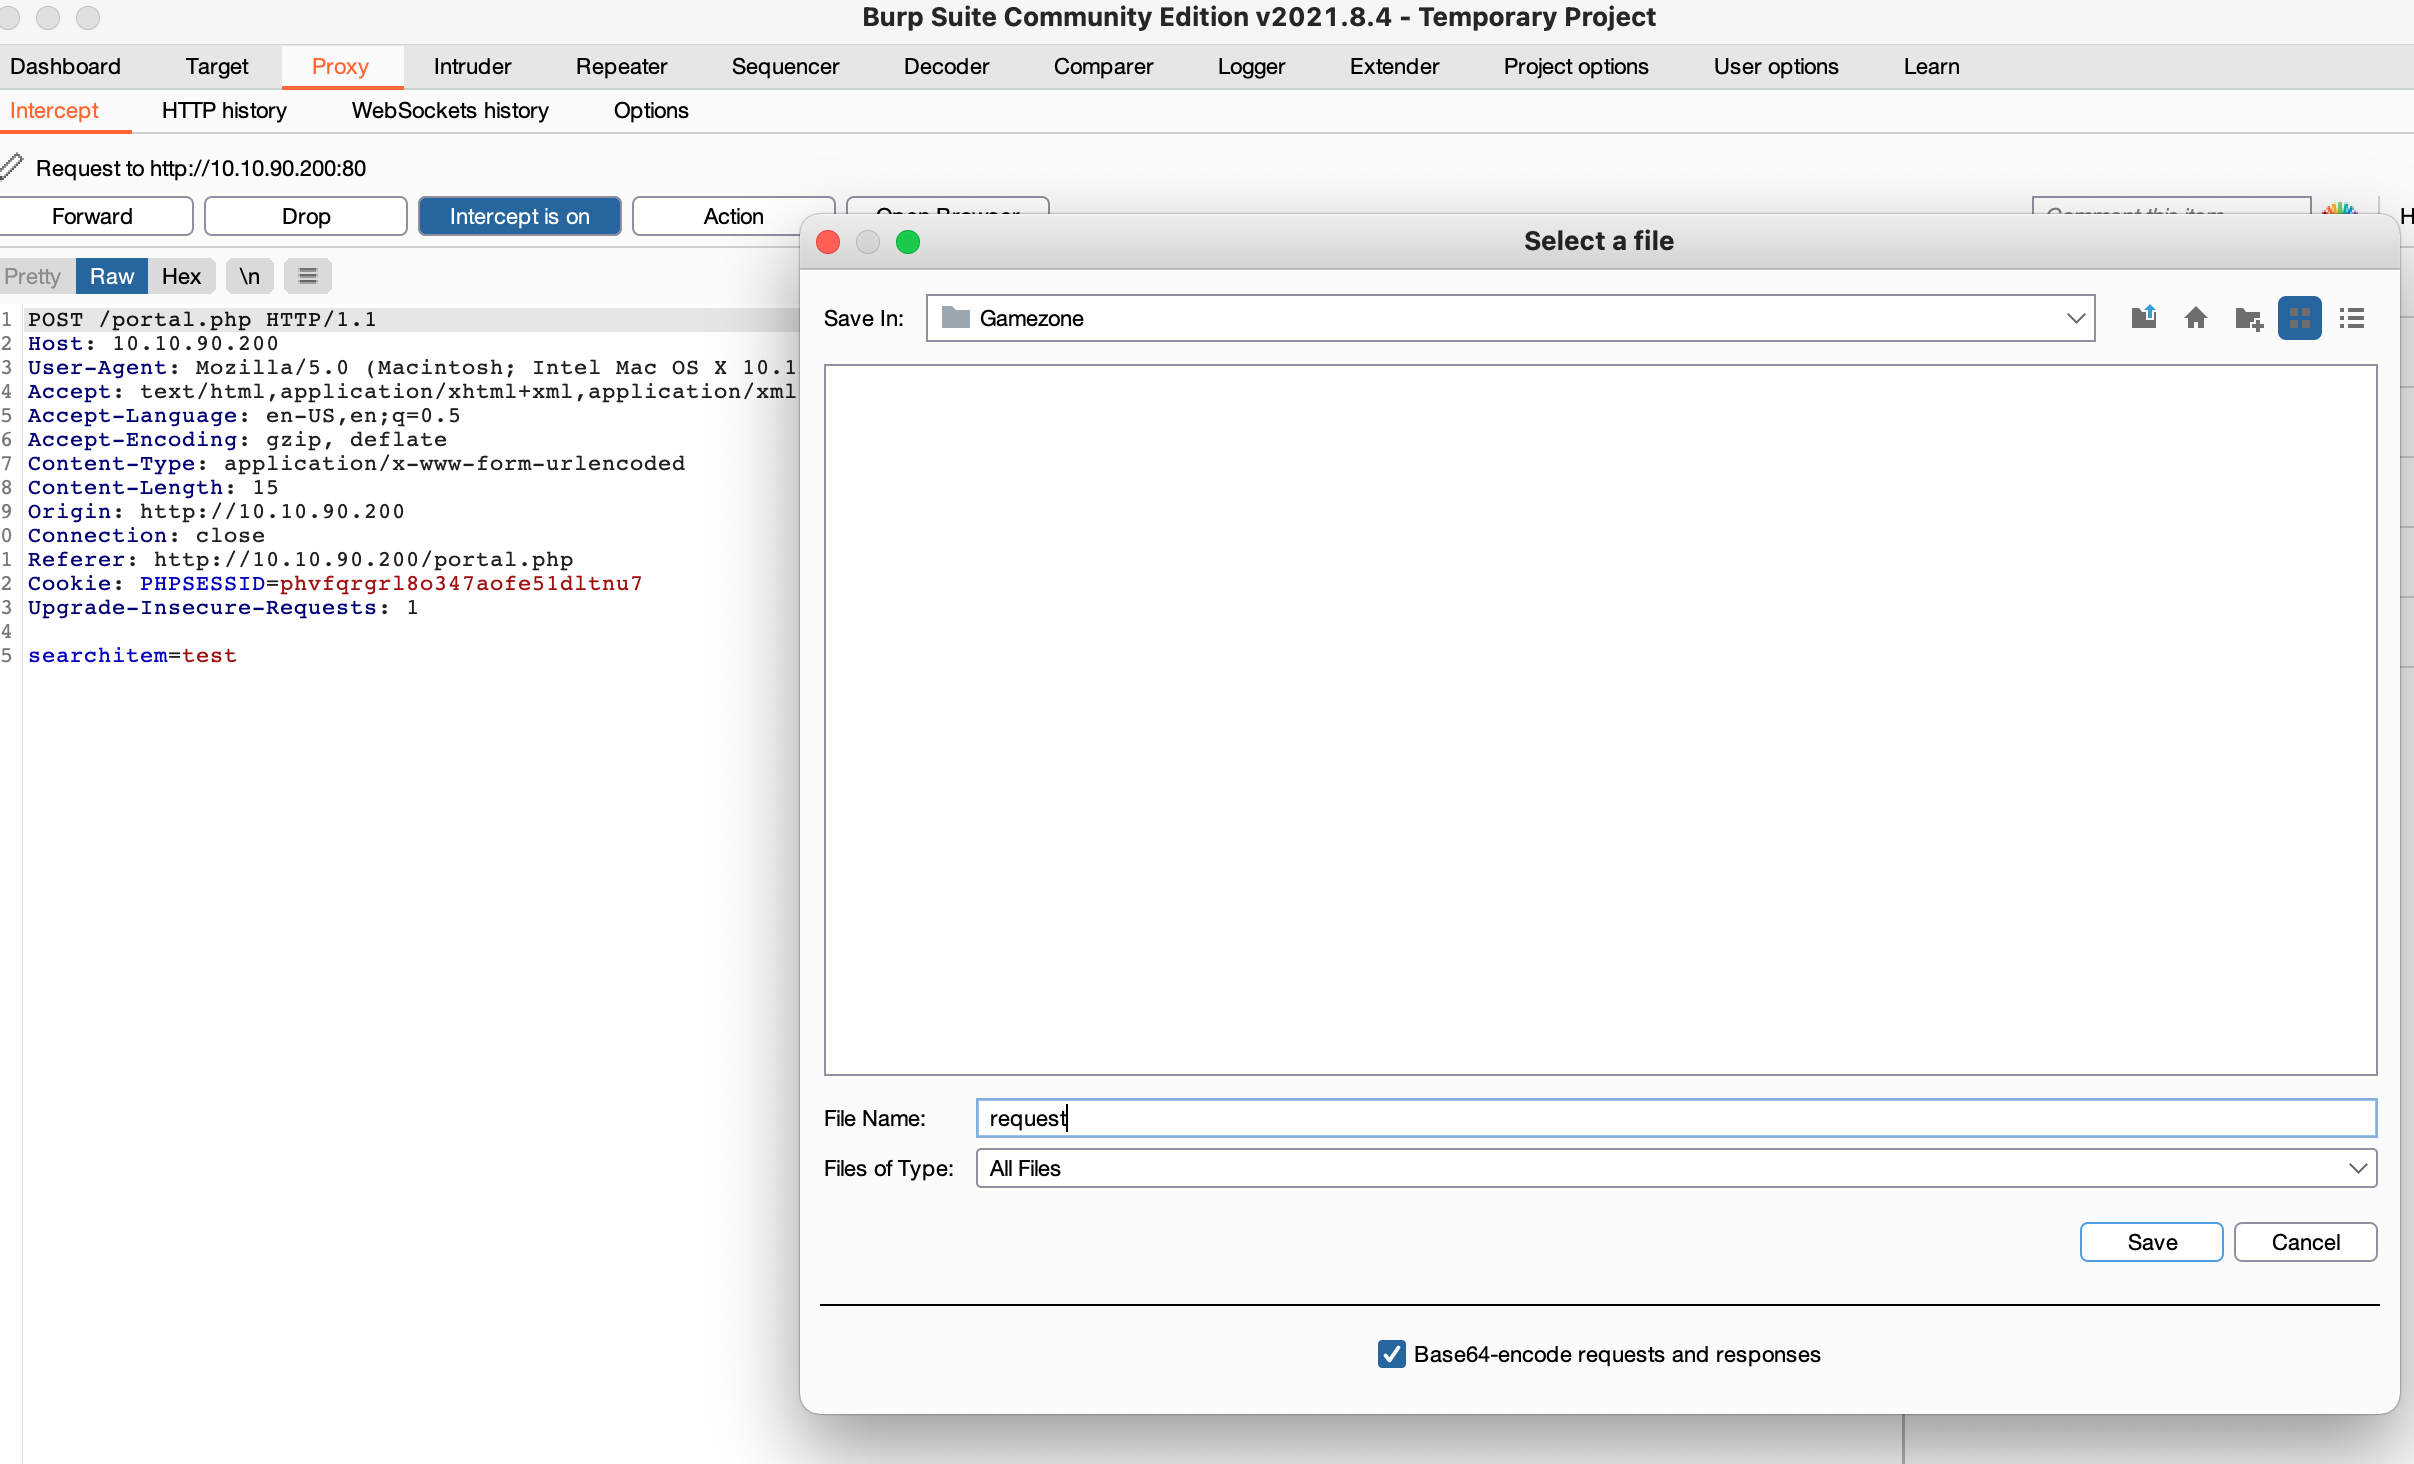 Burp Suite Community Edition v2021.8.4 - Temporary Project
Dashboard Target Proxy Intruder Repeater Sequencer Decoder Comparer Logger Extender Project options User options Learn
Intercept HTTP history WebSockets history Options
Request to http://10.10.90.200:80
Forward Drop Intercept is on Action Open Browser Comment this item H
Pretty Raw Hex \n
1 POST /portal.php HTTP/1.1
2 Host: 10.10.90.200
3 User-Agent: Mozilla/5.0 (Macintosh; Intel Mac OS X 10.1
4 Accept: text/html,application/xhtml+xml,application/xml
5 Accept-Language: en-US,en;q=0.5
6 Accept-Encoding: gzip, deflate
7 Content-Type: application/x-www-form-urlencoded
8 Content-Length: 15
9 Origin: http://10.10.90.200
0 Connection: close
1 Referer: http://10.10.90.200/portal.php
2 Cookie: PHPSESSID=phvfqrgrl8o347aofe51dltnu7
3 Upgrade-Insecure-Requests: 1
4
5 searchitem=test
Select a file
Save In: Gamezone
File Name: request
Files of Type: All Files
Save Cancel
Base64-encode requests and responses